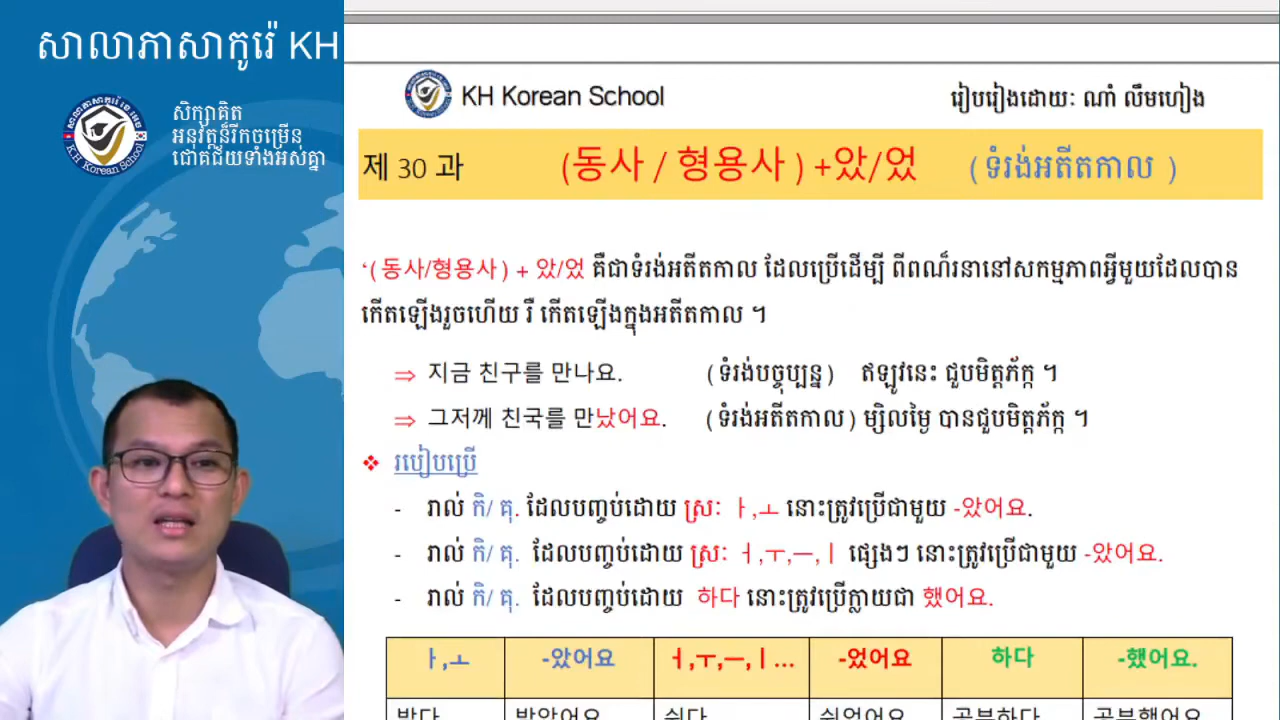 សាលាភាសាកូរ៉េ KH
សិក្សាគិត
អនុវត្តន៏រីកចម្រើន
ជោគជ័យទាំងអស់គ្នា
KH Korean School
រៀបរៀងដោយ: ណាំ លឹមហៀង
제 30 과 (동사 / 형용사 ) +았/었 ( ទំរង់អតីតកាល )
‘(동사/형용사) + 았/었 គឺជាទំរង់អតីតកាល ដែលប្រើដើម្បី ពីពណ៌រនានៅសកម្មភាពអ្វីមួយដែលបាន
កើតឡើងរួចហើយ រឺ កើតឡើងក្នុងអតីតកាល ។
⇒ 지금 친구를 만나요. (ទំរង់បច្ចុប្បន្ន) ឥឡូវនេះ ជួបមិត្តភ័ក្ក ។
⇒ 그저께 친국를 만났어요. (ទំរង់អតីតកាល) ម្សិលម្ងៃ បានជួបមិត្តភ័ក្ក ។
❖ របៀបប្រើ
- រាល់ កិ/ គុ. ដែលបញ្ចប់ដោយ ស្រៈ ㅏ,ㅗ នោះត្រូវប្រើជាមួយ -았어요.
- រាល់ កិ/ គុ. ដែលបញ្ចប់ដោយ ស្រៈ ㅓ,ㅜ,ㅡ,ㅣ ផ្សេងៗ នោះត្រូវប្រើជាមួយ -았어요.
- រាល់ កិ/ គុ. ដែលបញ្ចប់ដោយ 하다 នោះត្រូវប្រើក្លាយជា 했어요.
ㅏ,ㅗ -았어요 ㅓ,ㅜ,ㅡ,ㅣ... -었어요 하다 -했어요.
공부하다 공부했어요